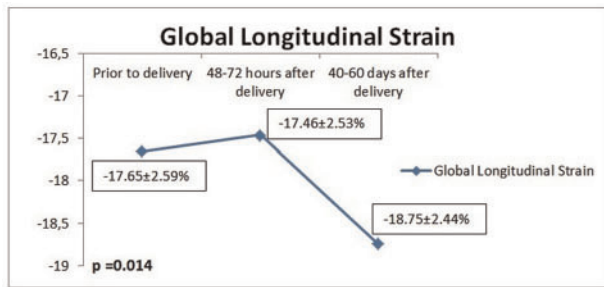 Global Longitudinal Strain
-16,5
-17
-17,5
-18
-18,5
-19
Prior to delivery
48-72 hours after
delivery
40-60 days after
delivery
-17.65±2.59%
-17.46±2.53%
-18.75±2.44%
Global Longitudinal Strain
p =0.014